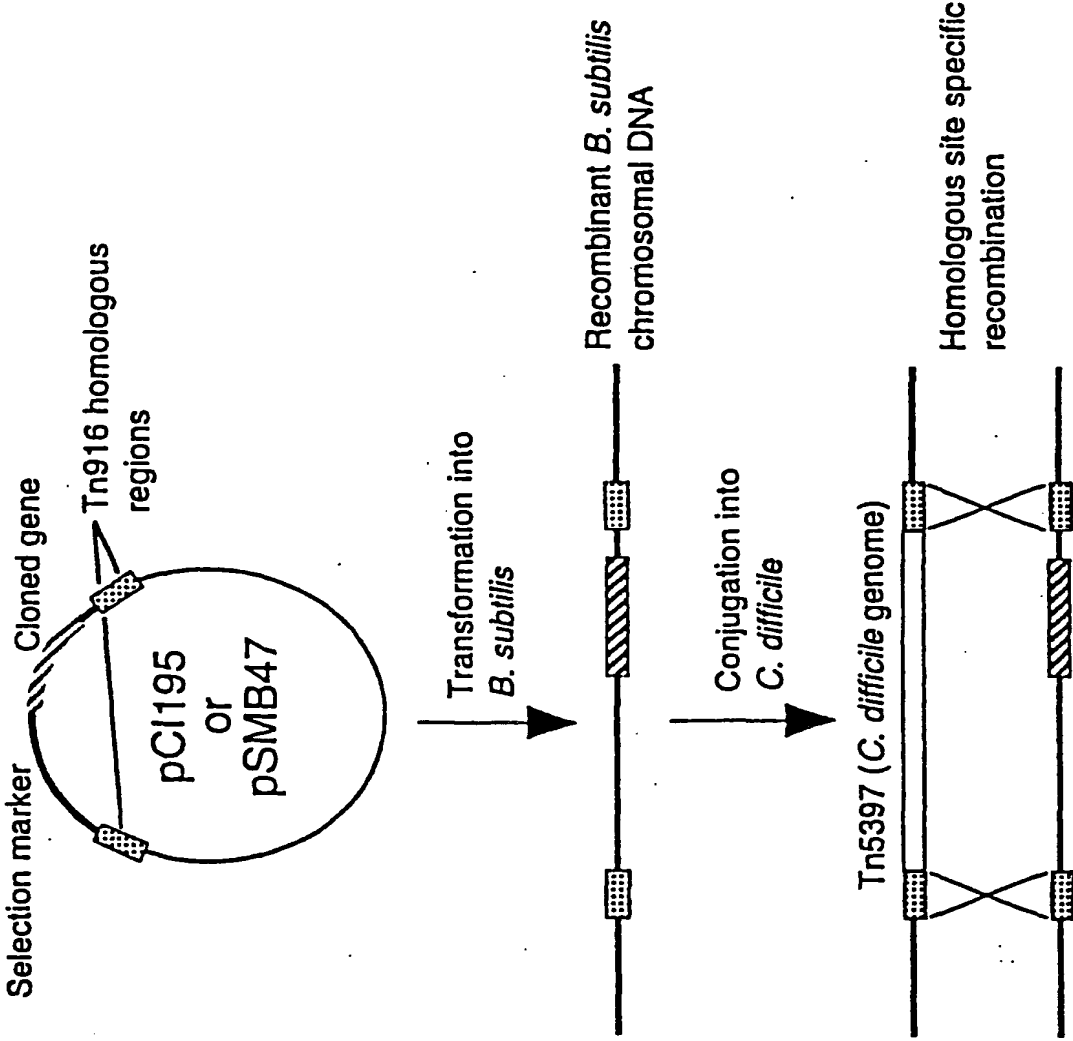 Selection marker
Cloned gene
Tn916 homologous
regions
pCI195
or
pSMB47
Transformation into
B. subtilis
Recombinant B. subtilis
chromosomal DNA
Conjugation into
C. difficile
Tn5397 (C. difficile genome)
Homologous site specific
recombination